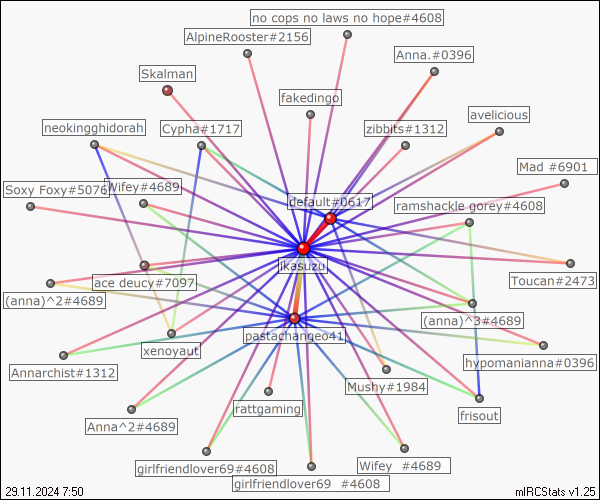 no cops no laws no hope#4608
AlpineRooster#2156
Anna.#0396
Skalman
fakedingo
avelicious
neokingghidorah
Cypha#1717
zibbits#1312
Mad #6901
Soxy Foxy#5076
Wifey#4689
default#0617
ramshackle gorey#4608
ikasuzu
ace deucy#7097
Toucan#2473
(anna)^2#4689
(anna)^3#4689
pastachangeo41
xenoyaut
hypomanianna#0396
Annarchist#1312
Mushy#1984
rattgaming
frisout
Anna^2#4689
girlfriendlover69#4608
Wifey #4689
girlfriendlover69 #4608
29.11.2024 7:50
mIRCStats v1.25